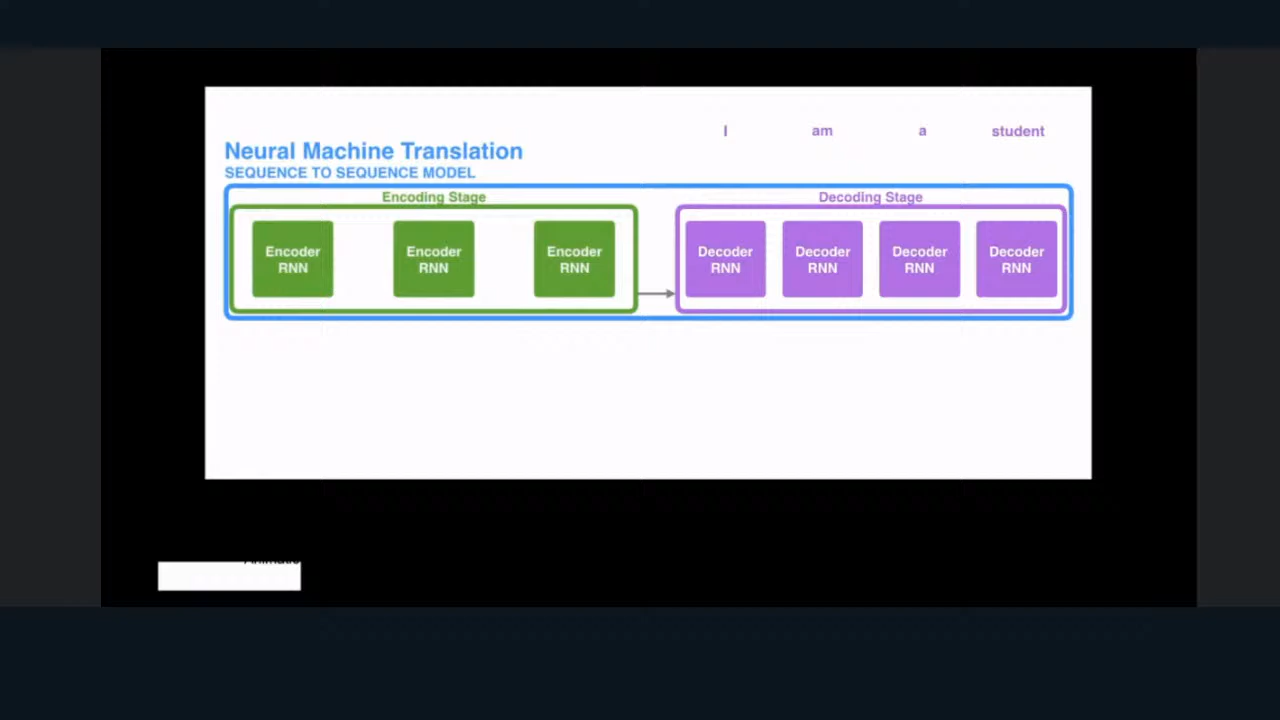 I am a student
Neural Machine Translation
SEQUENCE TO SEQUENCE MODEL
Encoding Stage
Decoding Stage
Encoder RNN
Encoder RNN
Encoder RNN
Decoder RNN
Decoder RNN
Decoder RNN
Decoder RNN